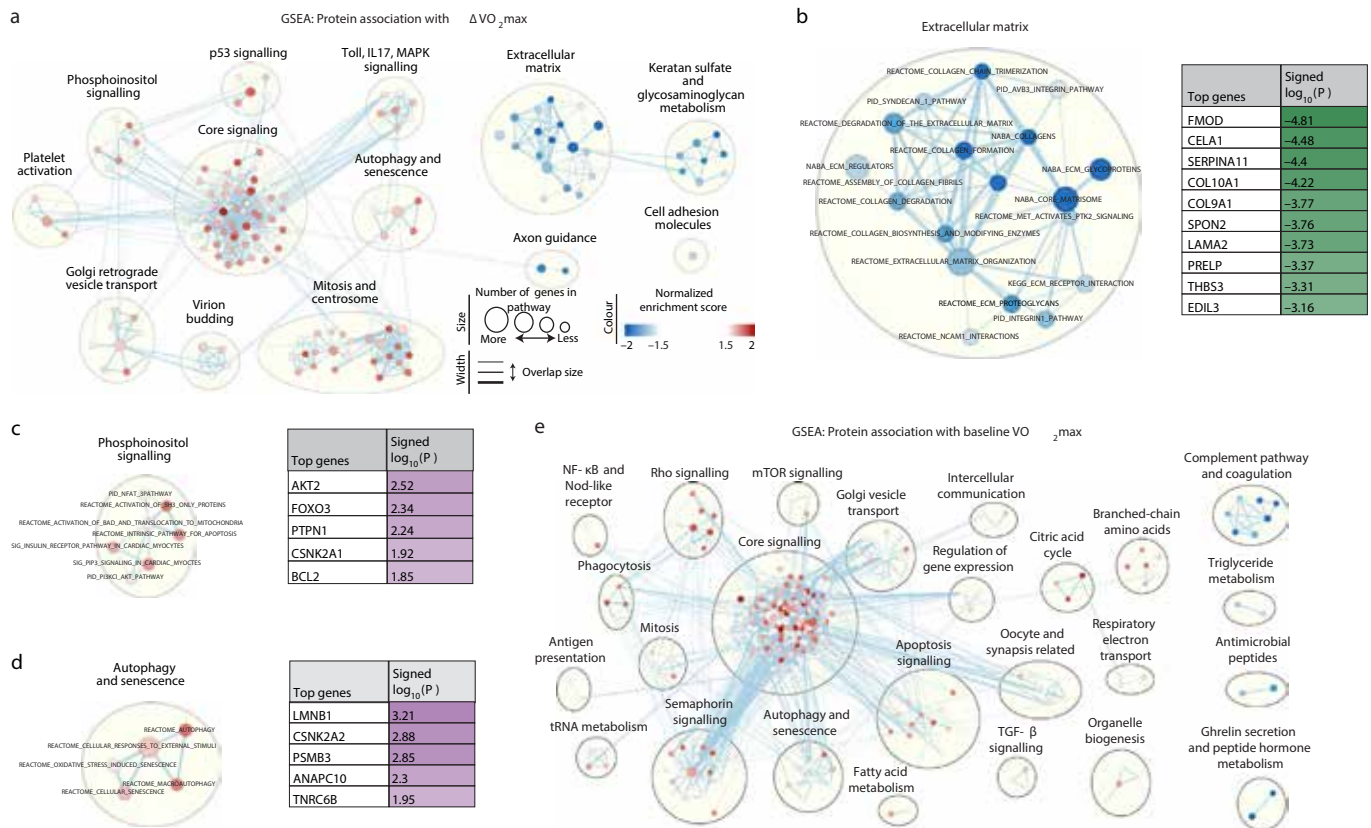 a
GSEA: Protein association with Δ VO 2max
p53 signalling
Toll, IL17, MAPK
signalling
Extracellular
matrix
Keratan sulfate
and
glycosaminoglycan
metabolism
Phosphoinositol
signalling
Core signaling
Platelet
activation
Autophagy and
senescence
Cell adhesion
molecules
Axon guidance
Golgi retrograde
vesicle transport
Virion
budding
Mitosis and
centrosome
Size
Number of genes in
pathway
More
Less
Width
Overlap size
Colour
Normalized
enrichment score
−2
−1.5
1.5
2
b
Extracellular matrix
REACTOME_COLLAGEN_CHAIN_TRIMERIZATION
PID_AVB3_INTEGRIN_PATHWAY
PID_SYNDECAN_1_PATHWAY
REACTOME_DEGRADATION_OF_THE_EXTRACELLULAR_MATRIX
NABA_COLLAGENS
REACTOME_COLLAGEN_FORMATION
NABA_ECM_REGULATORS
NABA_ECM_GLYCOPROTEINS
REACTOME_ASSEMBLY_OF_COLLAGEN_FIBRILS
REACTOME_COLLAGEN_DEGRADATION
NABA_CORE_MATRISOME
REACTOME_MET_ACTIVATES_PTK2_SIGNALING
REACTOME_COLLAGEN_BIOSYNTHESIS_AND_MODIFYING_ENZYMES
REACTOME_EXTRACELLULAR_MATRIX_ORGANIZATION
KEGG_ECM_RECEPTOR_INTERACTION
REACTOME_ECM_PROTEOGLYCANS
PID_INTEGRIN1_PATHWAY
REACTOME_NCAM1_INTERACTIONS
Top genes Signed
log10(P )
FMOD −4.81
CELA1 −4.48
SERPINA11 −4.4
COL10A1 −4.22
COL9A1 −3.77
SPON2 −3.76
LAMA2 −3.73
PRELP −3.37
THBS3 −3.31
EDIL3 −3.16
c
Phosphoinositol
signalling
PID_NFAT_3PATHWAY
REACTOME_ACTIVATION_OF_BH3_ONLY_PROTEINS
REACTOME_ACTIVATION_OF_BAD_AND_TRANSLOCATION_TO_MITOCHONDRIA
REACTOME_INTRINSIC_PATHWAY_FOR_APOPTOSIS
SIG_INSULIN_RECEPTOR_PATHWAY_IN_CARDIAC_MYOCYTES
SIG_PIP3_SIGNALING_IN_CARDIAC_MYOCTES
PID_PI3KCI_AKT_PATHWAY
Top genes Signed
log10(P )
AKT2 2.52
FOXO3 2.34
PTPN1 2.24
CSNK2A1 1.92
BCL2 1.85
d
Autophagy
and senescence
REACTOME_AUTOPHAGY
REACTOME_CELLULAR_RESPONSES_TO_EXTERNAL_STIMULI
REACTOME_OXIDATIVE_STRESS_INDUCED_SENESCENCE
REACTOME_MACROAUTOPHAGY
REACTOME_CELLULAR_SENESCENCE
Top genes Signed
log10(P )
LMNB1 3.21
CSNK2A2 2.88
PSMB3 2.85
ANAPC10 2.3
TNRC6B 1.95
e
GSEA: Protein association with baseline VO 2max
NF- κB and
Nod-like
receptor
Rho signalling
mTOR signalling
Golgi vesicle
transport
Intercellular
communication
Complement pathway
and coagulation
Branched-chain
amino acids
Core signalling
Regulation of
gene expression
Citric acid
cycle
Phagocytosis
Triglyceride
metabolism
Mitosis
Antigen
presentation
Apoptosis
signalling
Oocyte and
synapsis related
Respiratory
electron
transport
Antimicrobial
peptides
tRNA metabolism
Semaphorin
signalling
Autophagy and
senescence
Fatty acid
metabolism
TGF- β
signalling
Organelle
biogenesis
Ghrelin secretion
and peptide hormone
metabolism